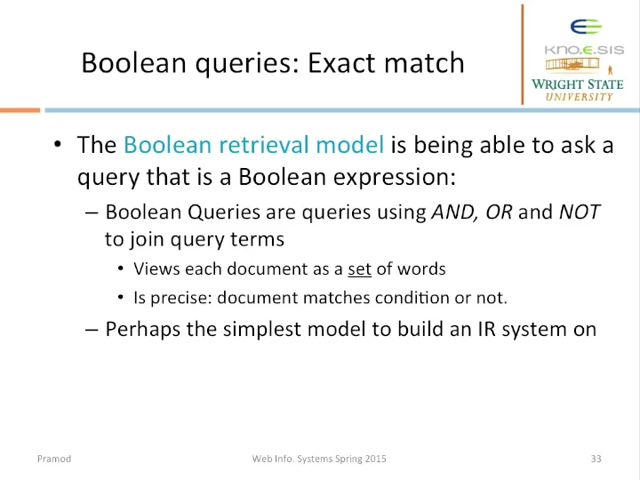 Boolean queries: Exact match
kno.e.sis
WRIGHT STATE
UNIVERSITY
• The Boolean retrieval model is being able to ask a
query that is a Boolean expression:
– Boolean Queries are queries using AND, OR and NOT
to join query terms
• Views each document as a set of words
• Is precise: document matches condition or not.
– Perhaps the simplest model to build an IR system on
Pramod
Web Info. Systems Spring 2015
33